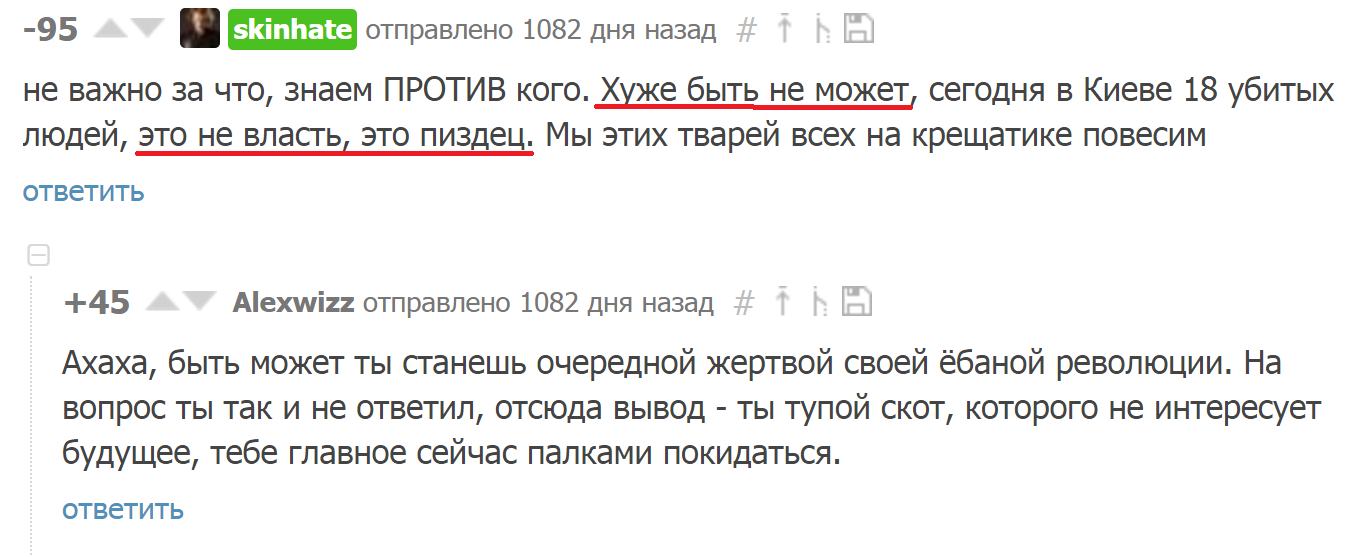 -95 skinhate отправлено 1082 дня назад #
не важно за что, знаем ПРОТИВ кого. Хуже быть не может, сегодня в Киеве 18 убитых
людей, это не власть, это пиздец. Мы этих тварей всех на крещатике повесим
ответить
+45 Alexwizz отправлено 1082 дня назад #
Ахаха, быть может ты станешь очередной жертвой своей ёбаной революции. На
вопрос ты так и не ответил, отсюда вывод - ты тупой скот, которого не интересует
будущее, тебе главное сейчас палками покидаться.
ответить